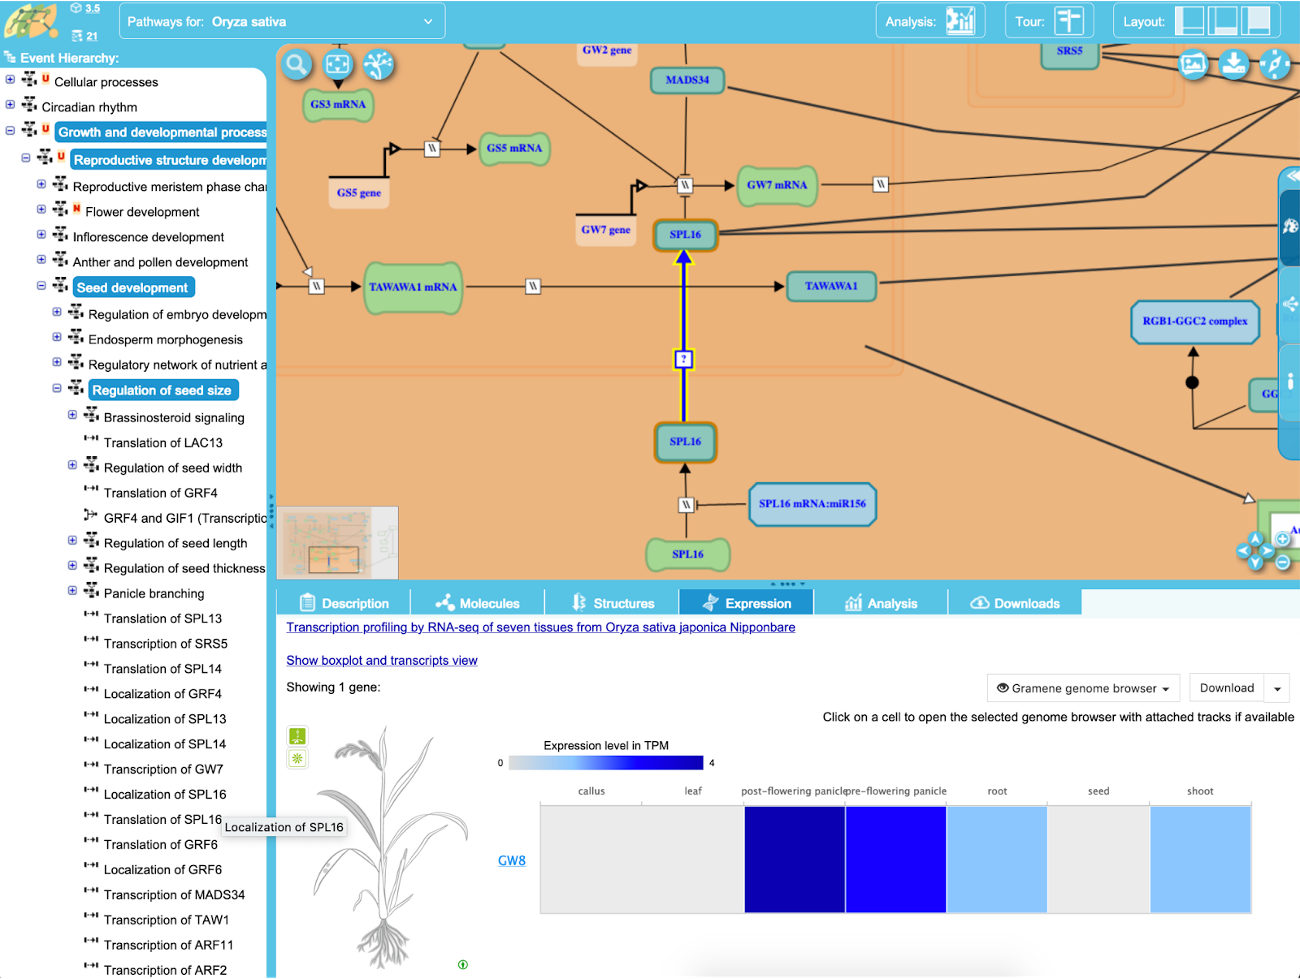 3.5
21
Pathways for: Oryza sativa
Analysis:
Tour:
Layout:
Event Hierarchy:
U Cellular processes
Circadian rhythm
U Growth and developmental process
U Reproductive structure developm
Reproductive meristem phase cha
N Flower development
Inflorescence development
Anther and pollen development
Seed development
Regulation of embryo developm
Endosperm morphogenesis
Regulatory network of nutrient a
Regulation of seed size
Brassinosteroid signaling
Translation of LAC13
Regulation of seed width
Translation of GRF4
GRF4 and GIF1 (Transcriptic
Regulation of seed length
Regulation of seed thickness
Panicle branching
Translation of SPL13
Transcription of SRS5
Translation of SPL14
Localization of GRF4
Localization of SPL13
Localization of SPL14
Transcription of GW7
Localization of SPL16
Translation of SPL16
Localization of SPL16
Translation of GRF6
Localization of GRF6
Transcription of MADS34
Transcription of TAW1
Transcription of ARF11
Transcription of ARF2
GW2 gene
SRS5
MADS34
GS3 mRNA
GS5 mRNA
GS5 gene
GW7 mRNA
GW7 gene
SPL16
TAWAWA1 mRNA
TAWAWA1
RGB1-GGC2 complex
?
GG
SPL16
SPL16 mRNA:miR156
SPL16
Description
Molecules
Structures
Expression
Analysis
Downloads
Transcription profiling by RNA-seq of seven tissues from Oryza sativa japonica Nipponbare
Show boxplot and transcripts view
Showing 1 gene:
Gramene genome browser
Download
Click on a cell to open the selected genome browser with attached tracks if available
Expression level in TPM
0
4
callus
leaf
post-flowering panicle
pre-flowering panicle
root
seed
shoot
GW8